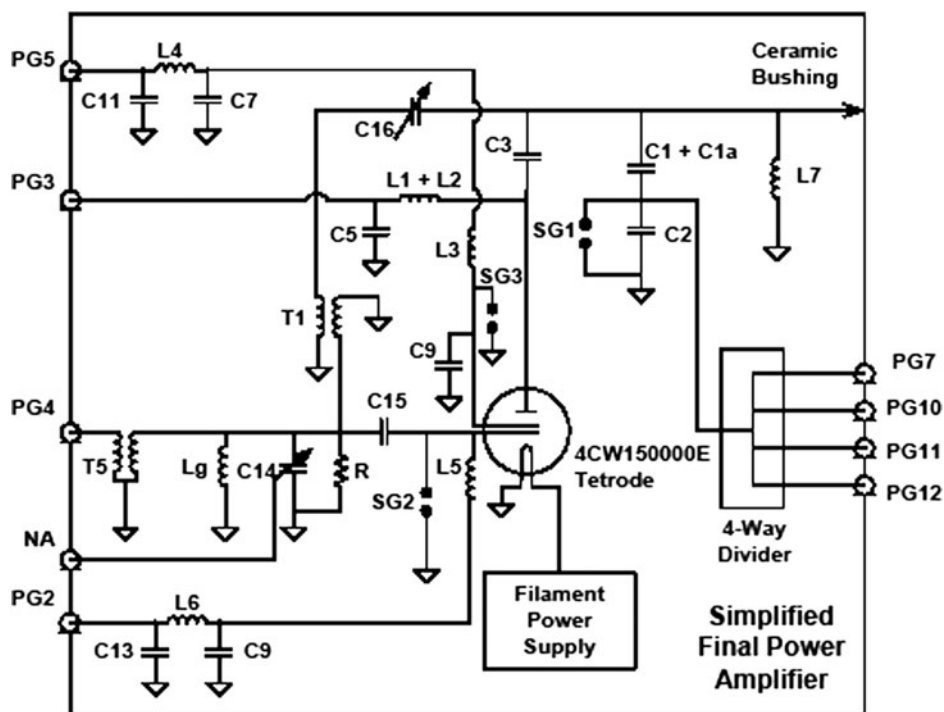 PG5
L4
C11
C7
Ceramic
Bushing
C16
C3
C1 + C1a
L7
PG3
L1 + L2
C5
L3
SG1
C2
SG3
T1
C9
PG7
PG4
C15
PG10
T5
Lg
C14
R
L5
4CW150000E
Tetrode
PG11
SG2
PG12
NA
4-Way
Divider
PG2
L6
Filament
Power
Supply
C13
C9
Simplified
Final Power
Amplifier